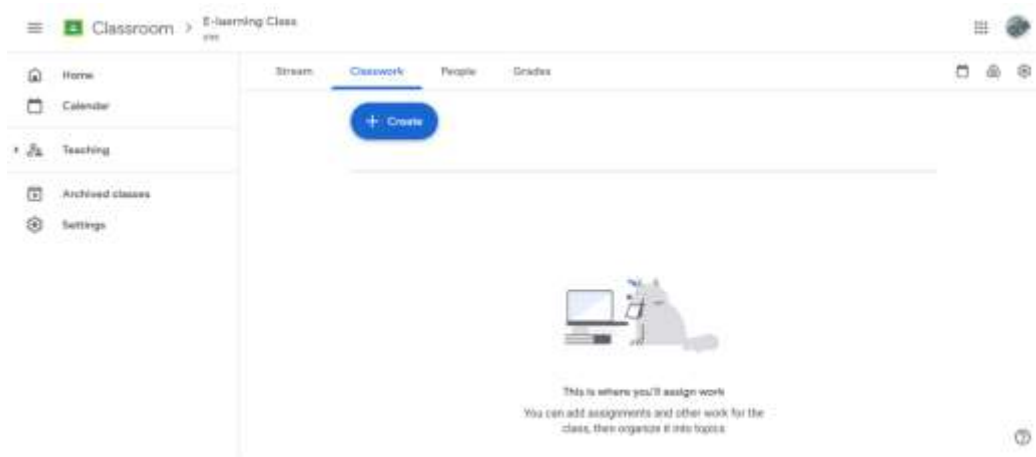 Classroom > E-learning Class
Home
Calendar
Teaching
Archived classes
Settings
Stream Classwork People Grades
+ Create
This is where you'll assign work
You can add assignments and other work for the
class, then organize it into topics